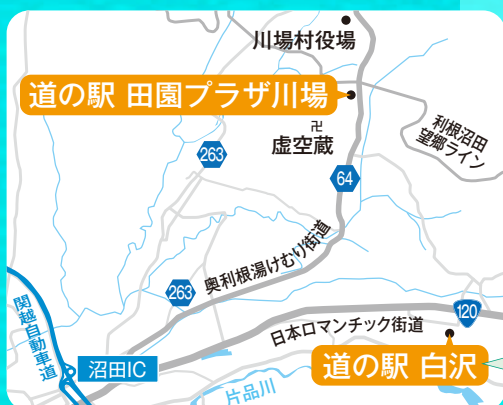 川場村役場
道の駅 田園プラザ川場
卍
虚空蔵
利根沼田
望郷ライン
263
64
奥利根湯けむり街道
263
関越自動車道
120
日本ロマンチック街道
沼田IC
道の駅 白沢
片品川